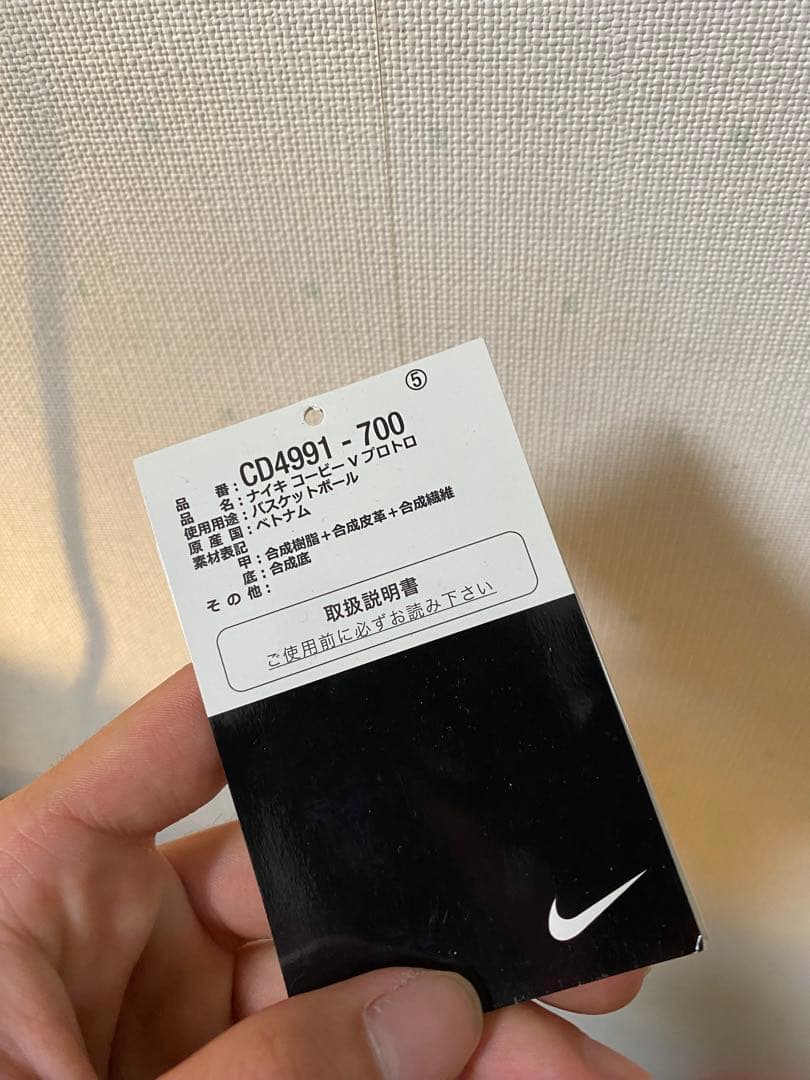 ⑤
品番：CD4991 - 700
品名：ナイキ コービー V プロトロ
使用用途：バスケットボール
原産国：ベトナム
素材表記
甲：合成樹脂＋合成皮革＋合成繊維
底：合成底
その他：
取扱説明書
ご使用前に必ずお読み下さい